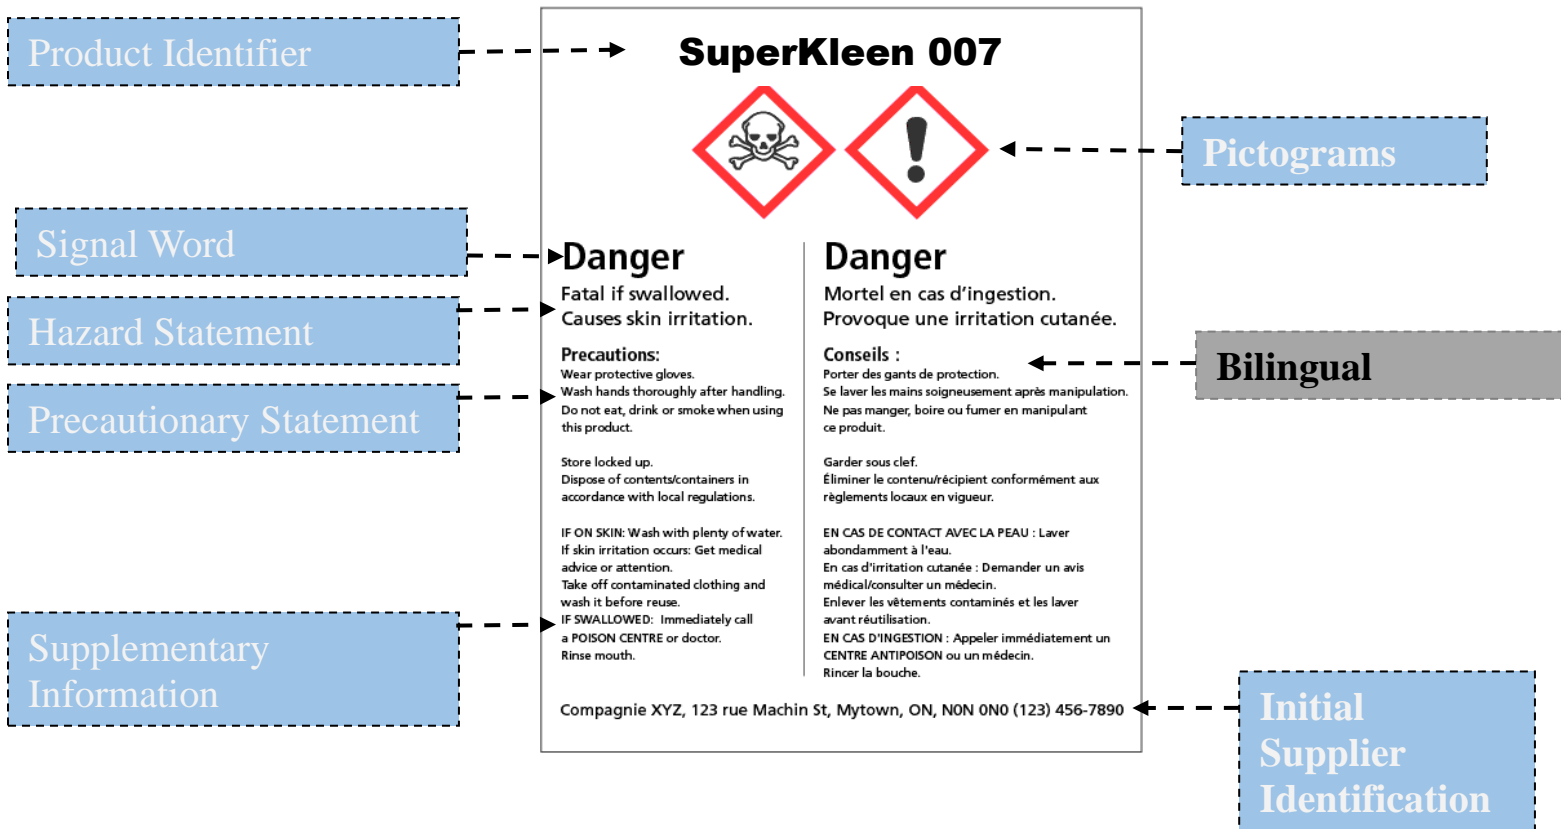 Product Identifier
SuperKleen 007
Pictograms
Signal Word
Hazard Statement
Precautionary Statement
Supplementary
Information
Danger
Fatal if swallowed.
Causes skin irritation.
Precautions:
Wear protective gloves.
Wash hands thoroughly after handling.
Do not eat, drink or smoke when using
this product.
Store locked up.
Dispose of contents/containers in
accordance with local regulations.
IF ON SKIN: Wash with plenty of water.
If skin irritation occurs: Get medical
advice or attention.
Take off contaminated clothing and
wash it before reuse.
IF SWALLOWED: Immediately call
a POISON CENTRE or doctor.
Rinse mouth.
Danger
Mortel en cas d'ingestion.
Provoque une irritation cutanée.
Conseils :
Porter des gants de protection.
Se laver les mains soigneusement après manipulation.
Ne pas manger, boire ou fumer en manipulant
ce produit.
Garder sous clef.
Éliminer le contenu/récipient conformément aux
règlements locaux en vigueur.
EN CAS DE CONTACT AVEC LA PEAU : Laver
abondamment à l'eau.
En cas d'irritation cutanée : Demander un avis
médical/consulter un médecin.
Enlever les vêtements contaminés et les laver
avant réutilisation.
EN CAS D'INGESTION : Appeler immédiatement un
CENTRE ANTIPOISON ou un médecin.
Rincer la bouche.
Bilingual
Compagnie XYZ, 123 rue Machin St, Mytown, ON, N0N 0N0 (123) 456-7890
Initial
Supplier
Identification